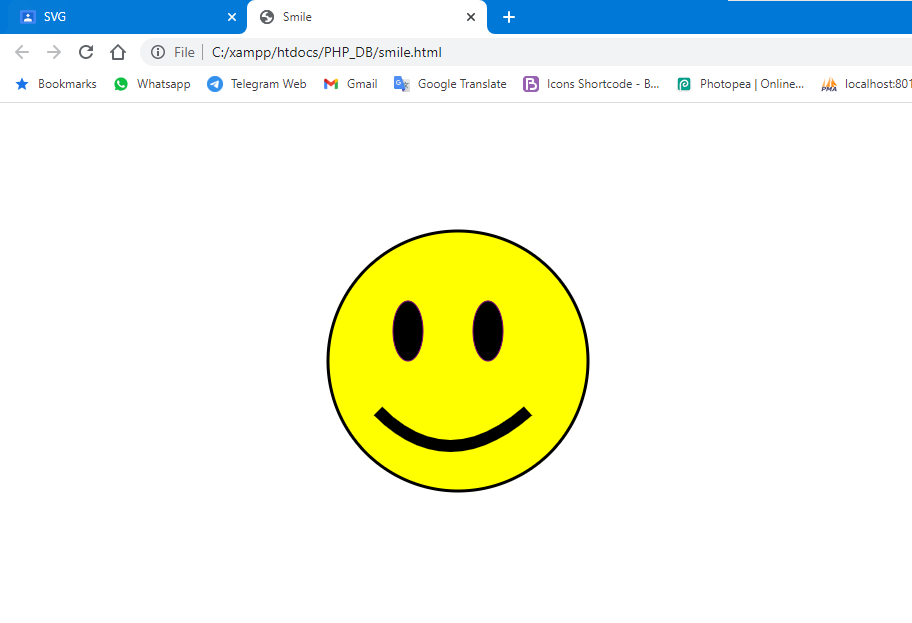 SVG Smile
File C:/xampp/htdocs/PHP_DB/smile.html
Bookmarks Whatsapp Telegram Web Gmail Google Translate Icons Shortcode - B... Photopea | Online... PMA localhost:801